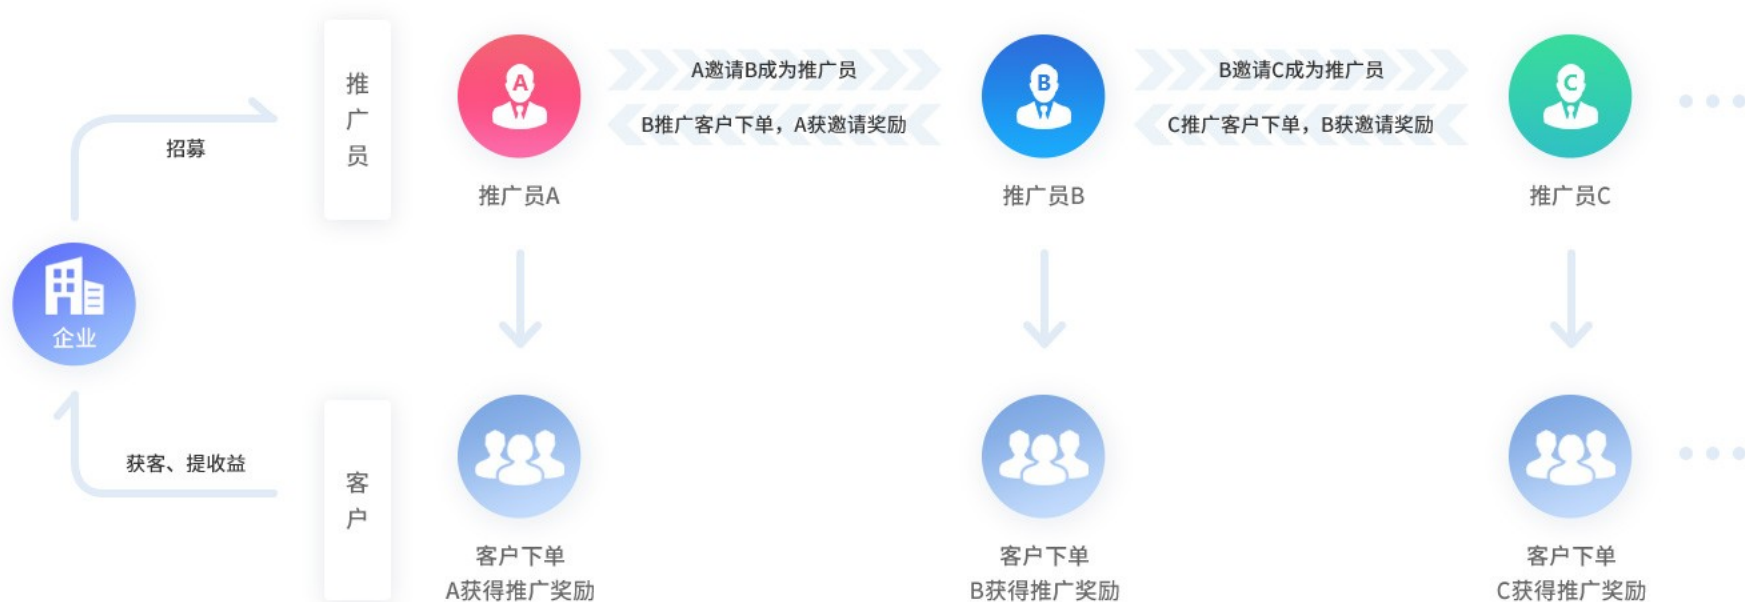 推广员
A
A邀请B成为推广员
B推广客户下单，A获邀请奖励
B
B邀请C成为推广员
C推广客户下单，B获邀请奖励
C
招募
推广员A
推广员B
推广员C
企业
获客、提收益
客户
客户下单
A获得推广奖励
客户下单
B获得推广奖励
客户下单
C获得推广奖励